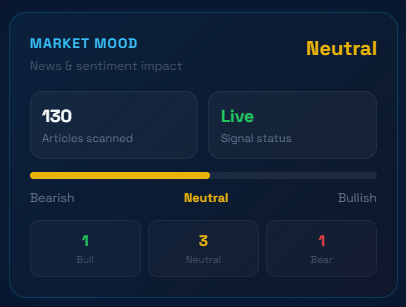 MARKET MOOD
Neutral
News & sentiment impact
130
Articles scanned
Live
Signal status
Bearish
Neutral
Bullish
1
Bull
3
Neutral
1
Bear